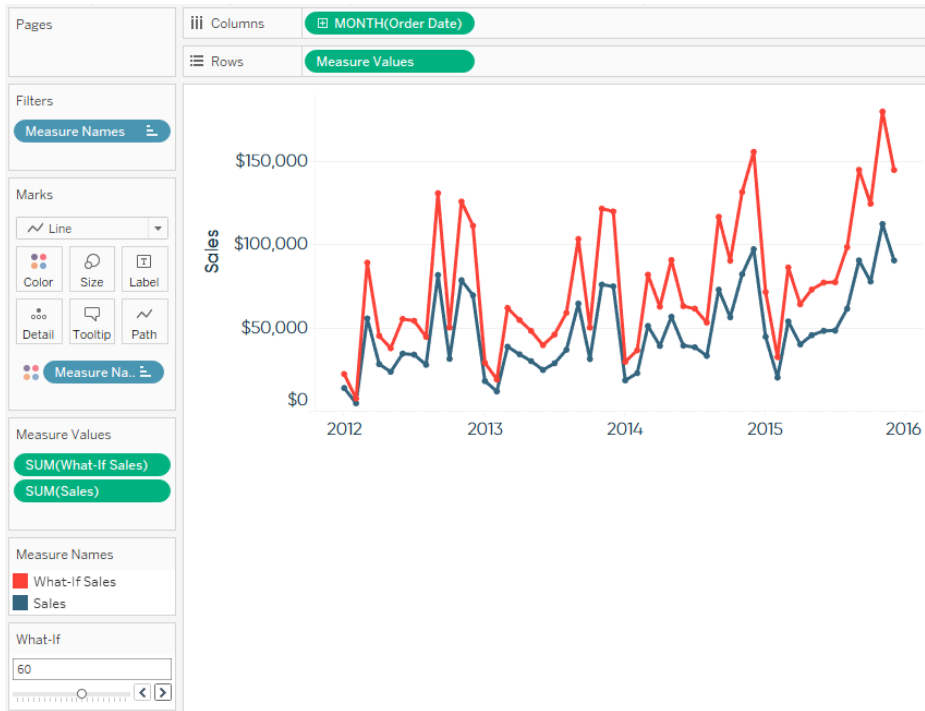 Pages
Columns
MONTH(Order Date)
Rows
Measure Values
Filters
Measure Names
Marks
Line
Color Size Label
Detail Tooltip Path
Measure Na..
Measure Values
SUM(What-If Sales)
SUM(Sales)
Measure Names
What-If Sales
Sales
What-If
60
Sales
$150,000
$100,000
$50,000
$0
2012 2013 2014 2015 2016